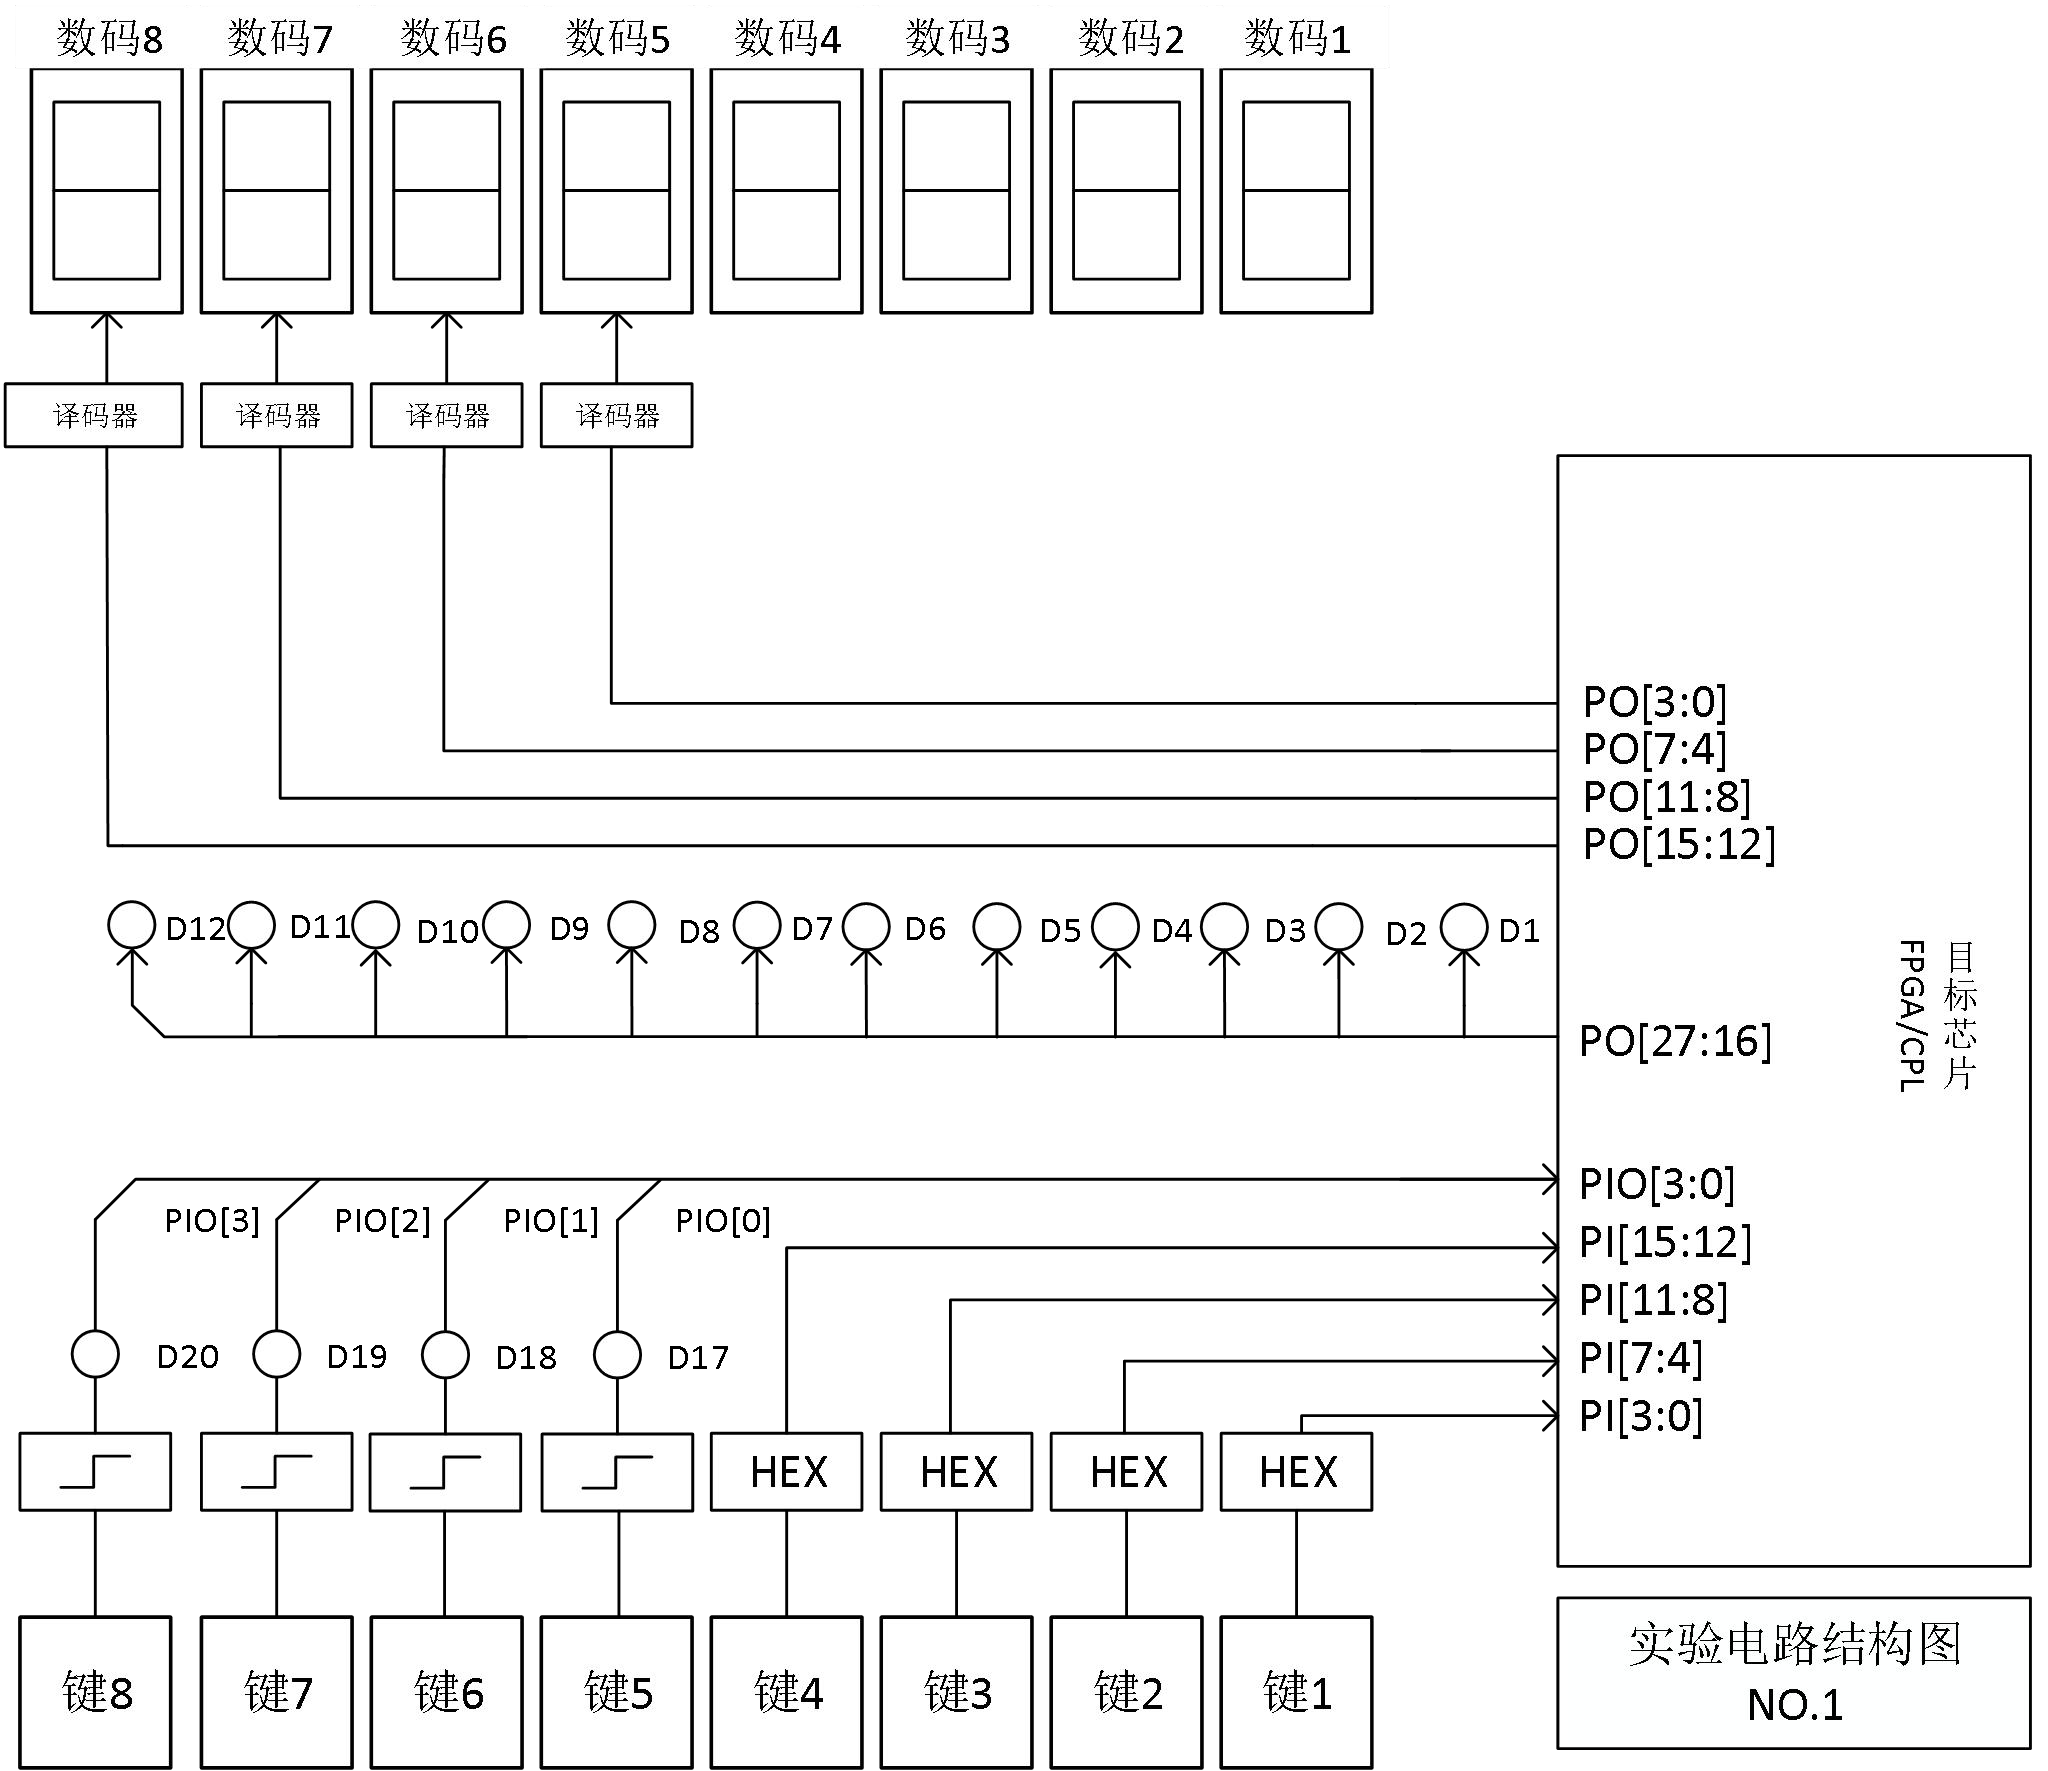 数码8 数码7 数码6 数码5 数码4 数码3 数码2 数码1
译码器 译码器 译码器 译码器
PO[3:0]
PO[7:4]
PO[11:8]
PO[15:12]
D12 D11 D10 D9 D8 D7 D6 D5 D4 D3 D2 D1
目标芯片
FPGA/CPL
PO[27:16]
PIO[3:0]
PIO[3] PIO[2] PIO[1] PIO[0]
PI[15:12]
PI[11:8]
D20 D19 D18 D17
PI[7:4]
PI[3:0]
HEX HEX HEX HEX
键8 键7 键6 键5 键4 键3 键2 键1
实验电路结构图
NO.1